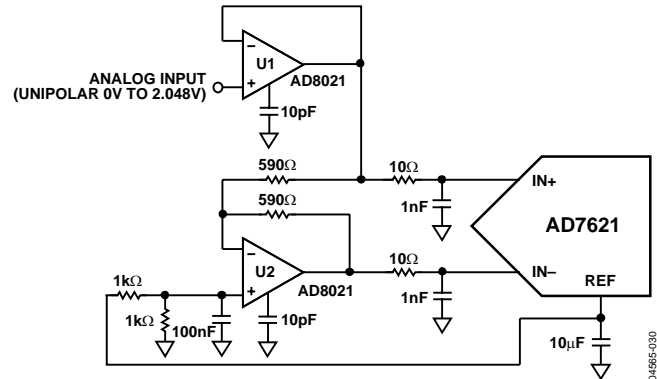 ANALOG INPUT
(UNIPOLAR 0V TO 2.048V)
−
U1
+
AD8021
10pF
590Ω
590Ω
10Ω
1nF
IN+
AD7621
IN−
REF
−
U2
+
AD8021
10Ω
1nF
1kΩ
1kΩ
100nF
10pF
10μF
04565-030